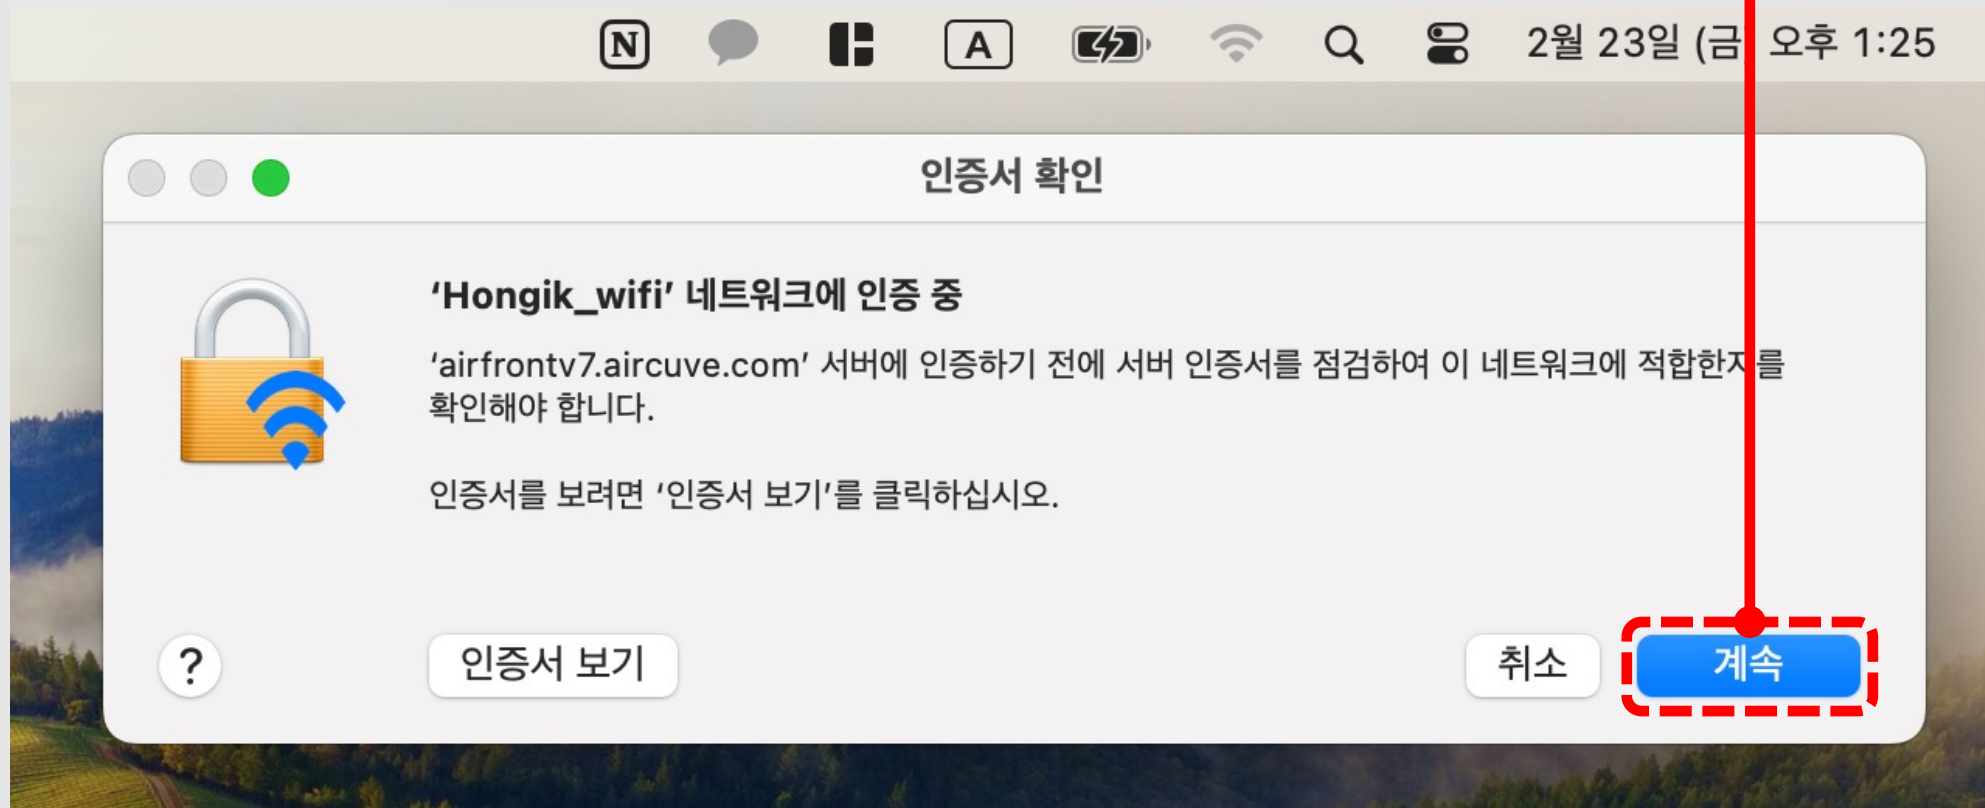 N A 2월 23일 (금) 오후 1:25
인증서 확인
‘Hongik_wifi’ 네트워크에 인증 중
‘airfrontv7.aircuve.com’ 서버에 인증하기 전에 서버 인증서를 점검하여 이 네트워크에 적합한지를
확인해야 합니다.
인증서를 보려면 ‘인증서 보기’를 클릭하십시오.
? 인증서 보기 취소 계속